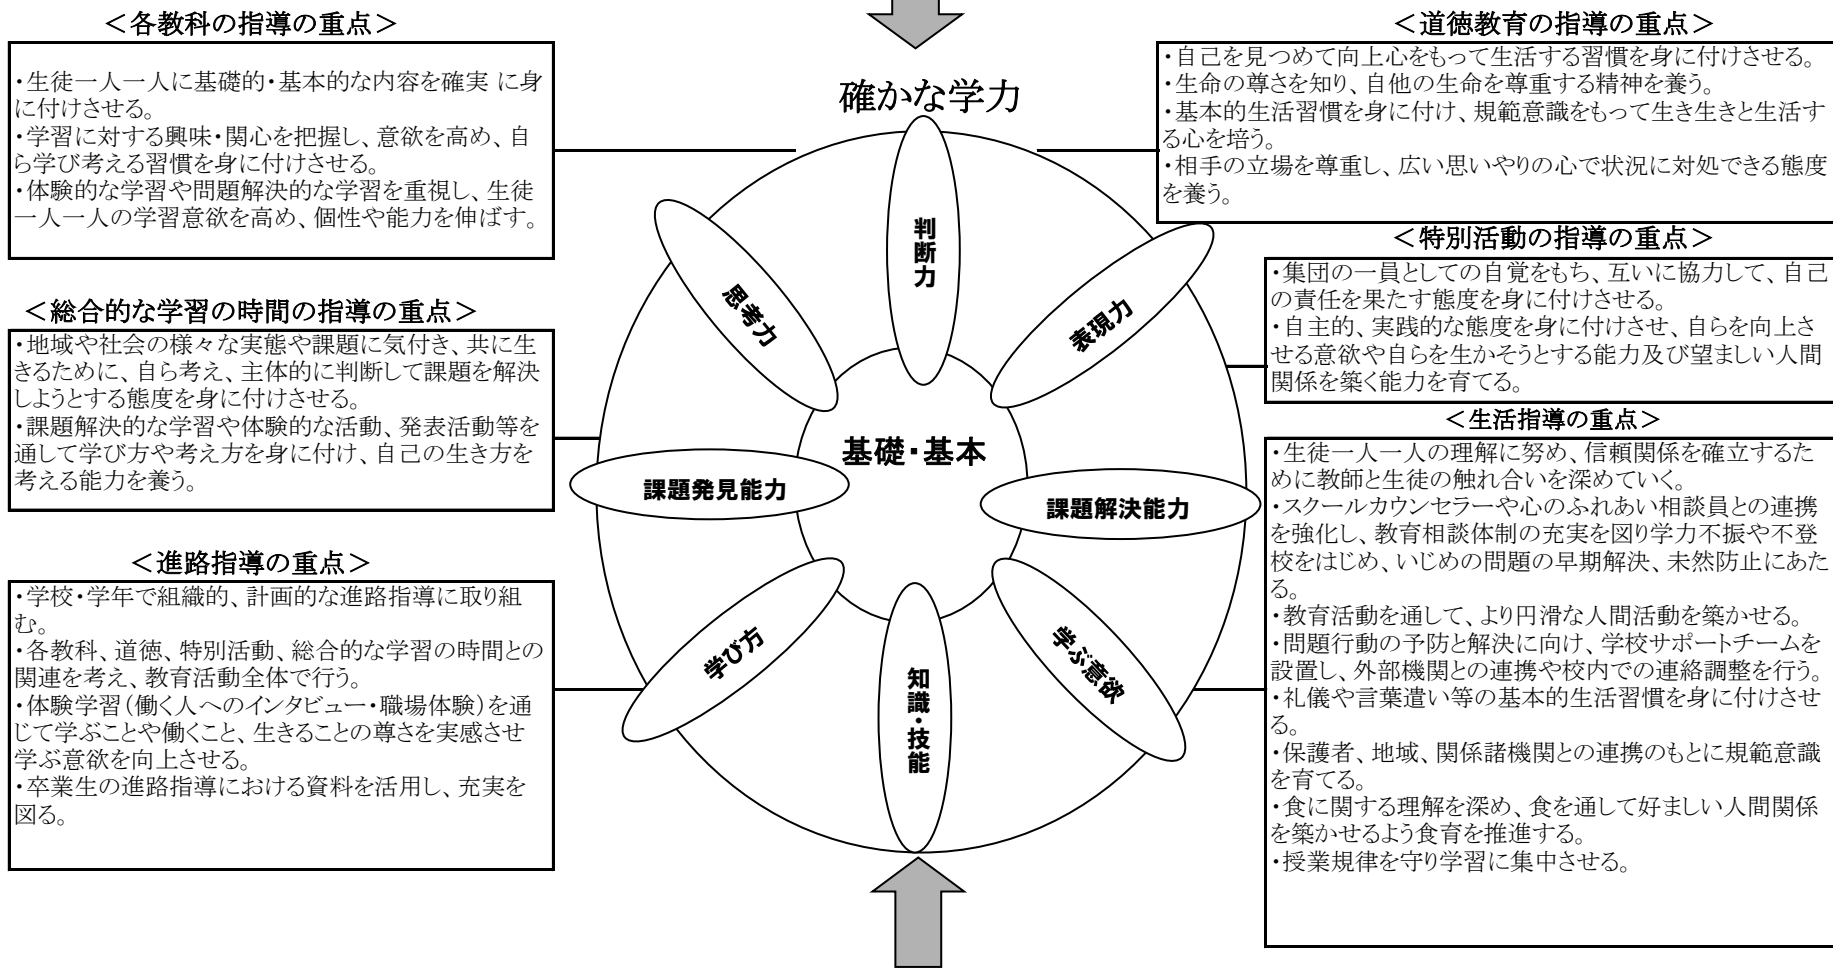 ＜各教科の指導の重点＞
・生徒一人一人に基礎的・基本的な内容を確実 に身
に付けさせる。
・学習に対する興味・関心を把握し、意欲を高め、自
ら学び考える習慣を身に付けさせる。
・体験的な学習や問題解決的な学習を重視し、生徒
一人一人の学習意欲を高め、個性や能力を伸ばす。
＜総合的な学習の時間の指導の重点＞
・地域や社会の様々な実態や課題に気付き、共に生
きるために、自ら考え、主体的に判断して課題を解決
しようとする態度を身に付けさせる。
・課題解決的な学習や体験的な活動、発表活動等を
通して学び方や考え方を身に付け、自己の生き方を
考える能力を養う。
＜進路指導の重点＞
・学校・学年で組織的、計画的な進路指導に取り組
む。
・各教科、道徳、特別活動、総合的な学習の時間との
関連を考え、教育活動全体で行う。
・体験学習（働く人へのインタビュー・職場体験）を通
じて学ぶことや働くこと、生きることの尊さを実感させ
学ぶ意欲を向上させる。
・卒業生の進路指導における資料を活用し、充実を
図る。
確かな学力
判断力
思考力
表現力
基礎・基本
課題発見能力
課題解決能力
学び方
知識・技能
学ぶ意欲
＜道徳教育の指導の重点＞
・自己を見つめて向上心をもって生活する習慣を身に付けさせる。
・生命の尊さを知り、自他の生命を尊重する精神を養う。
・基本的生活習慣を身に付け、規範意識をもって生き生きと生活す
る心を培う。
・相手の立場を尊重し、広い思いやりの心で状況に対処できる態度
を養う。
＜特別活動の指導の重点＞
・集団の一員としての自覚をもち、互いに協力して、自己
の責任を果たす態度を身に付けさせる。
・自主的、実践的な態度を身に付けさせ、自らを向上さ
せる意欲や自らを生かそうとする能力及び望ましい人間
関係を築く能力を育てる。
＜生活指導の重点＞
・生徒一人一人の理解に努め、信頼関係を確立するた
めに教師と生徒の触れ合いを深めていく。
・スクールカウンセラーや心のふれあい相談員との連携
を強化し、教育相談体制の充実を図り学力不振や不登
校をはじめ、いじめの問題の早期解決、未然防止にあた
る。
・教育活動を通して、より円滑な人間活動を築かせる。
・問題行動の予防と解決に向け、学校サポートチームを
設置し、外部機関との連携や校内での連絡調整を行う。
・礼儀や言葉遣い等の基本的生活習慣を身に付けさせ
る。
・保護者、地域、関係諸機関との連携のもとに規範意識
を育てる。
・食に関する理解を深め、食を通して好ましい人間関係
を築かせるよう食育を推進する。
・授業規律を守り学習に集中させる。